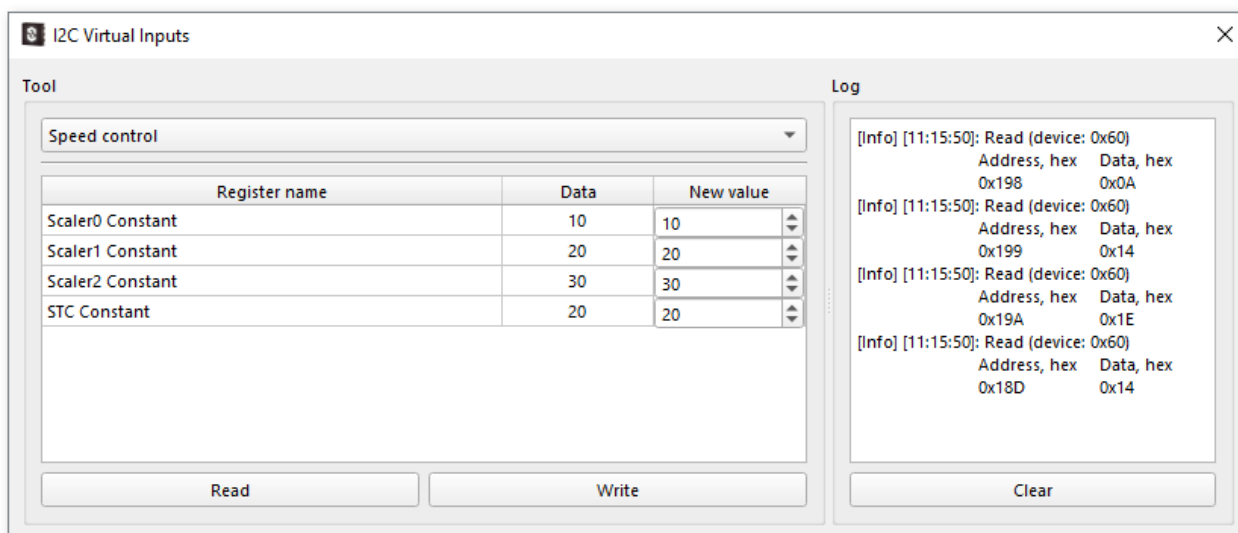 I2C Virtual Inputs
Tool
Speed control
Register name Data New value
Scaler0 Constant 10 10
Scaler1 Constant 20 20
Scaler2 Constant 30 30
STC Constant 20 20
Read Write
Log
[Info] [11:15:50]: Read (device: 0x60)
Address, hex Data, hex
0x198 0x0A
[Info] [11:15:50]: Read (device: 0x60)
Address, hex Data, hex
0x199 0x14
[Info] [11:15:50]: Read (device: 0x60)
Address, hex Data, hex
0x19A 0x1E
[Info] [11:15:50]: Read (device: 0x60)
Address, hex Data, hex
0x18D 0x14
Clear